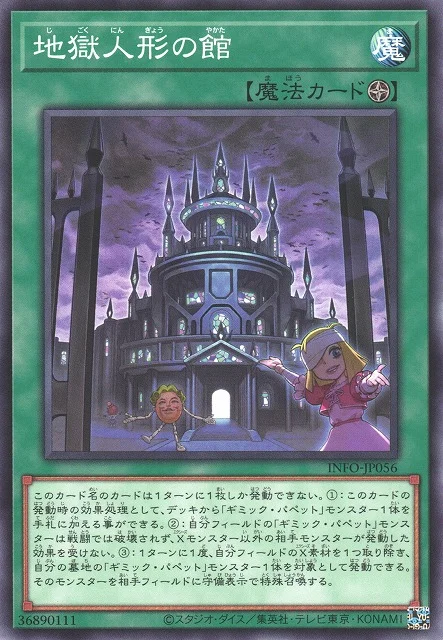 地獄人形の館
じごくにんぎょうのやかた
魔
【魔法カード】
INFO-JP056
このカード名のカードは1ターンに1枚しか発動できない。①：このカードの
発動時の効果処理として、デッキから「ギミック・パペット」モンスター1体を
手札に加える事ができる。②：自分フィールドの「ギミック・パペット」モンス
ターは戦闘では破壊されず、Xモンスター以外の相手モンスターが発動した
効果を受けない。③：1ターンに1度、自分フィールドのX素材を1つ取り除き、
自分の墓地の「ギミック・パペット」モンスター1体を対象として発動できる。
そのモンスターを相手フィールドに守備表示で特殊召喚する。
36890111
©スタジオ・ダイス／集英社・テレビ東京・KONAMI